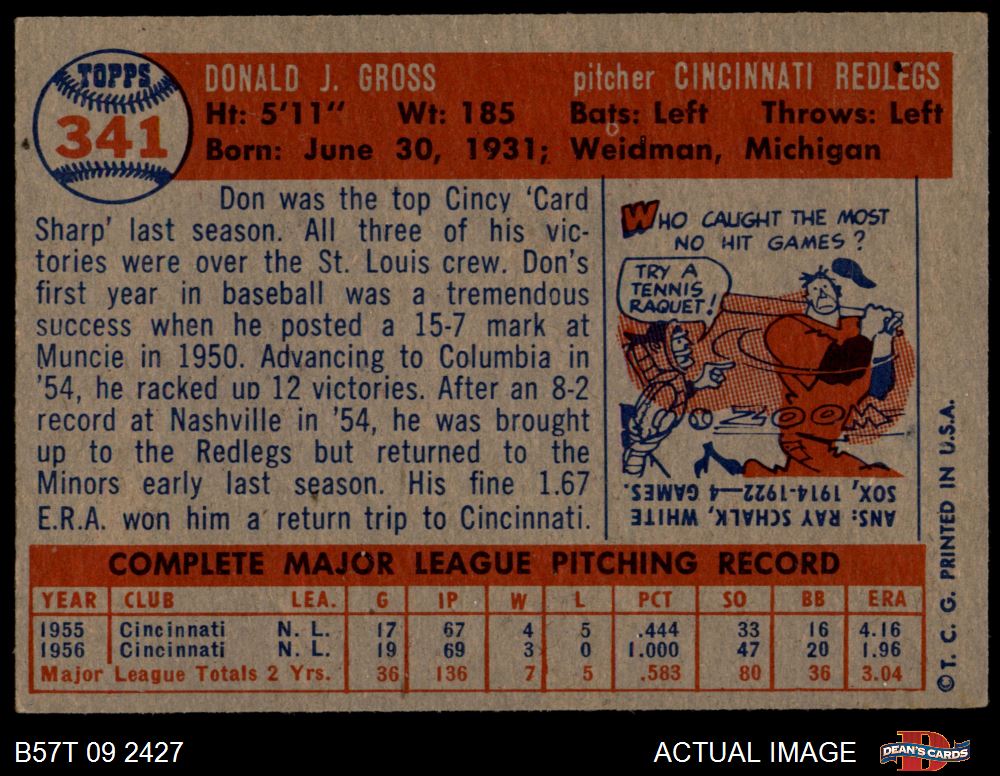 TOPPS
341
DONALD J. GROSS pitcher CINCINNATI REDLEGS
Ht: 5'11" Wt: 185 Bats: Left Throws: Left
Born: June 30, 1931; Weidman, Michigan
Don was the top Cincy 'Card
Sharp' last season. All three of his vic-
tories were over the St. Louis crew. Don's
first year in baseball was a tremendous
success when he posted a 15-7 mark at
Muncie in 1950. Advancing to Columbia in
'54, he racked up 12 victories. After an 8-2
record at Nashville in '54, he was brought
up to the Redlegs but returned to the
Minors early last season. His fine 1.67
E.R.A. won him a return trip to Cincinnati.
WHO CAUGHT THE MOST
NO HIT GAMES?
TRY A
TENNIS
RAQUET!
ZOOM
ANS: RAY SCHALK, WHITE
SOX, 1914-1922—4 GAMES.
COMPLETE MAJOR LEAGUE PITCHING RECORD
YEAR CLUB LEA. G IP W L PCT SO BB ERA
1955 Cincinnati N. L. 17 67 4 5 .444 33 16 4.16
1956 Cincinnati N. L. 19 69 3 0 1.000 47 20 1.96
Major League Totals 2 Yrs. 36 136 7 5 .583 80 36 3.04
©T. C. G. PRINTED IN U.S.A.
B57T 09 2427
ACTUAL IMAGE
D
DEAN'S CARDS